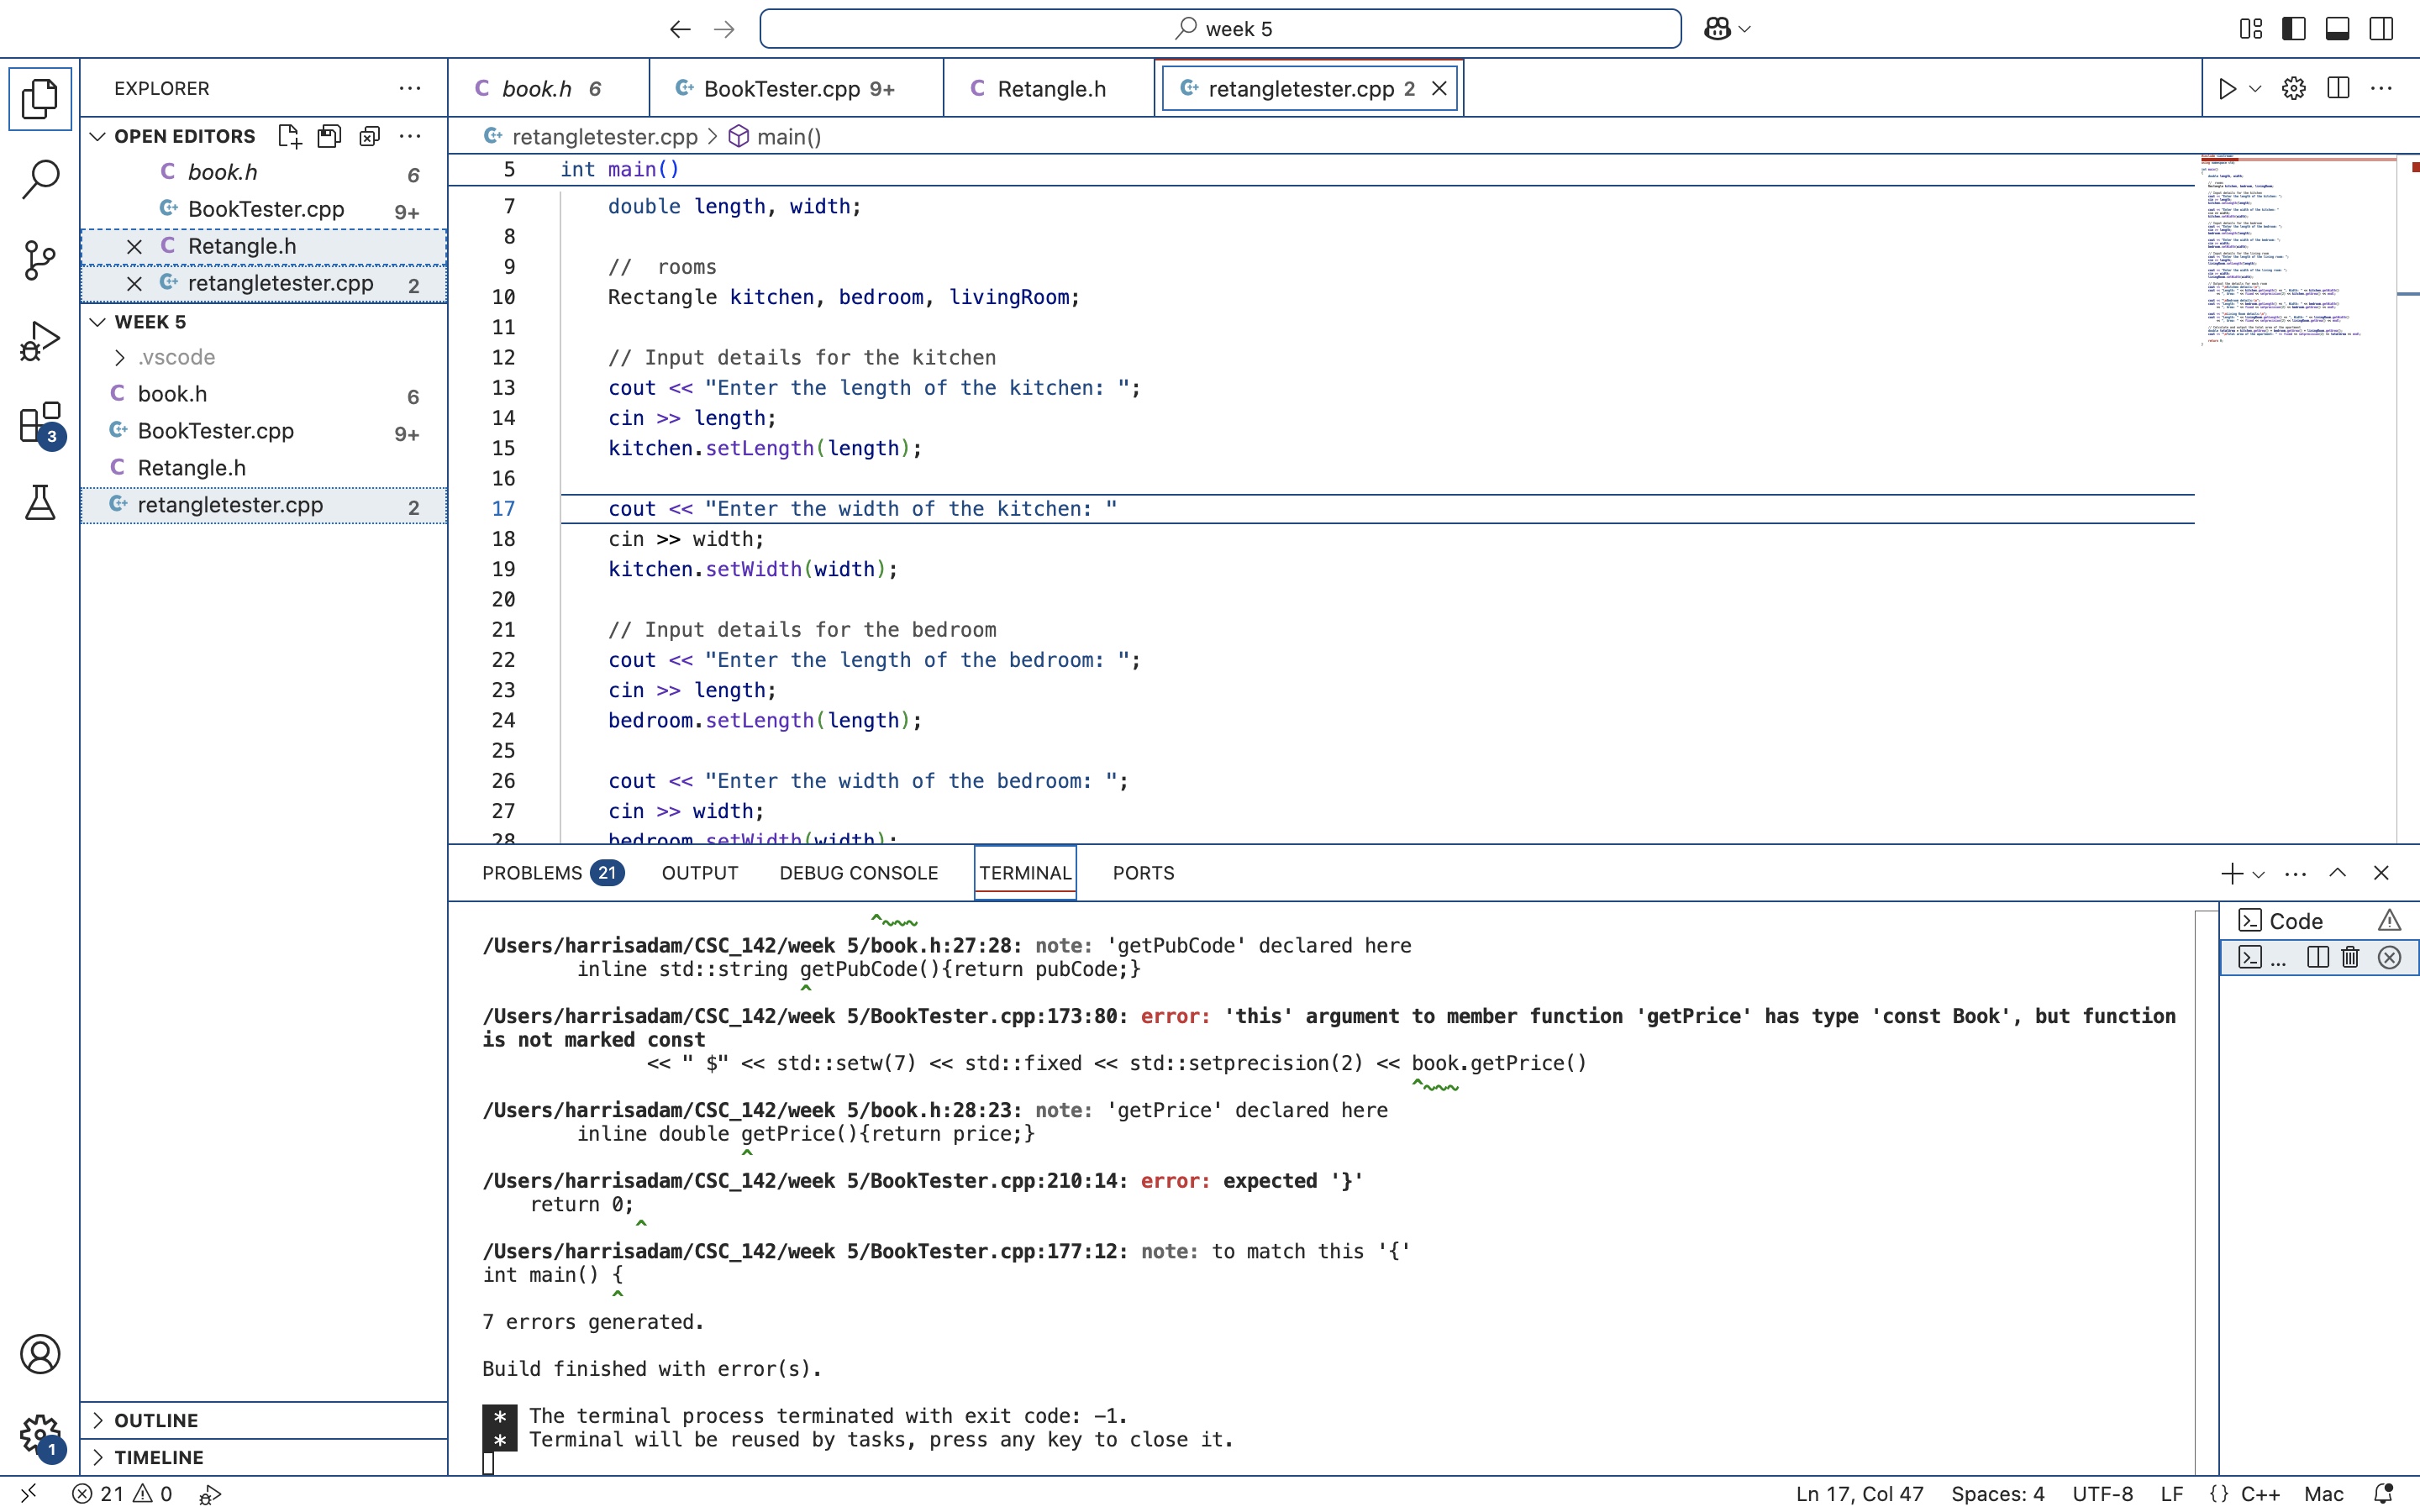 week 5
EXPLORER
book.h 6
BookTester.cpp 9+
Retangle.h
retangletester.cpp 2
OPEN EDITORS
book.h 6
BookTester.cpp 9+
Retangle.h
retangletester.cpp 2
WEEK 5
.vscode
book.h 6
BookTester.cpp 9+
Retangle.h
retangletester.cpp 2
3
OUTLINE
TIMELINE
1
retangletester.cpp > main()
5 int main()
7 double length, width;
8
9 //  rooms
10 Rectangle kitchen, bedroom, livingRoom;
11
12 // Input details for the kitchen
13 cout << "Enter the length of the kitchen: ";
14 cin >> length;
15 kitchen.setLength(length);
16
17 cout << "Enter the width of the kitchen: "
18 cin >> width;
19 kitchen.setWidth(width);
20
21 // Input details for the bedroom
22 cout << "Enter the length of the bedroom: ";
23 cin >> length;
24 bedroom.setLength(length);
25
26 cout << "Enter the width of the bedroom: ";
27 cin >> width;
28 bedroom.setWidth(width);
PROBLEMS 21 OUTPUT DEBUG CONSOLE TERMINAL PORTS
^~~~
/Users/harrisadam/CSC_142/week 5/book.h:27:28: note: 'getPubCode' declared here
inline std::string getPubCode(){return pubCode;}
^
/Users/harrisadam/CSC_142/week 5/BookTester.cpp:173:80: error: 'this' argument to member function 'getPrice' has type 'const Book', but function
is not marked const
<< " $" << std::setw(7) << std::fixed << std::setprecision(2) << book.getPrice()
^~~~
/Users/harrisadam/CSC_142/week 5/book.h:28:23: note: 'getPrice' declared here
inline double getPrice(){return price;}
^
/Users/harrisadam/CSC_142/week 5/BookTester.cpp:210:14: error: expected '}'
return 0;
^
/Users/harrisadam/CSC_142/week 5/BookTester.cpp:177:12: note: to match this '{'
int main() {
^
7 errors generated.
Build finished with error(s).
* The terminal process terminated with exit code: -1.
* Terminal will be reused by tasks, press any key to close it.
Code
...
21 0
Ln 17, Col 47 Spaces: 4 UTF-8 LF {} C++ Mac